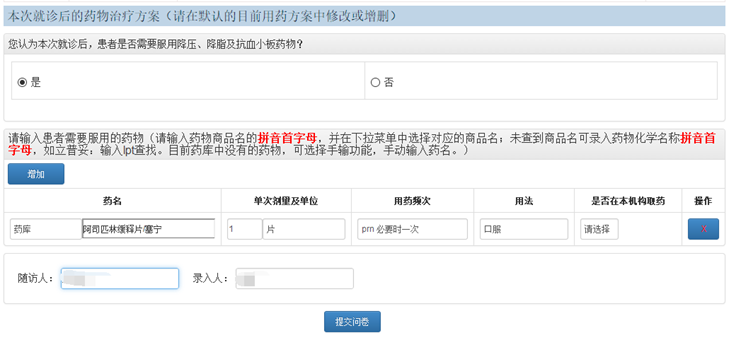 本次就诊后的药物治疗方案（请在默认的目前用药方案中修改或增删）
您认为本次就诊后，患者是否需要服用降压、降脂及抗血小板药物？
是 否
请输入患者需要服用的药物（请输入药物商品名的拼音首字母，并在下拉菜单中选择对应的商品名；未查到商品名可录入药物化学名称拼音首
字母，如立普妥：输入lpt查找。目前药库中没有的药物，可选择手输功能，手动输入药名。）
增加
药名 单次剂量及单位 用药频次 用法 是否在本机构取药 操作
药库 阿司匹林缓释片/塞宁 1 片 prn 必要时一次 口服 请选择 X
随访人： 录入人：
提交问卷